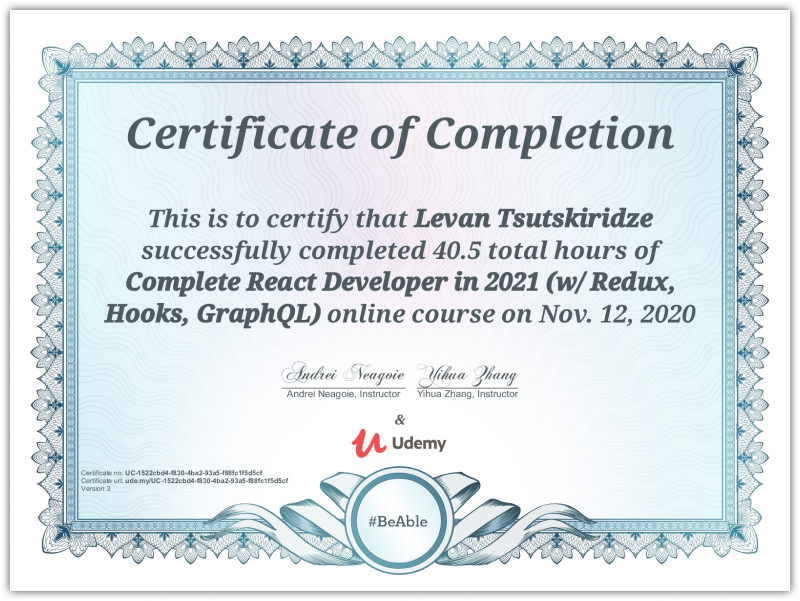 Certificate of Completion
This is to certify that Levan Tsutskiridze
successfully completed 40.5 total hours of
Complete React Developer in 2021 (w/ Redux,
Hooks, GraphQL) online course on Nov. 12, 2020
Andrei Neagoie Yihua Zhang
Andrei Neagoie, Instructor Yihua Zhang, Instructor
&
Udemy
Certificate no: UC-1522cbd4-f830-4ba2-93a5-f88fc1f5d5cf
Certificate url: ude.my/UC-1522cbd4-f830-4ba2-93a5-f88fc1f5d5cf
Version 3
#BeAble